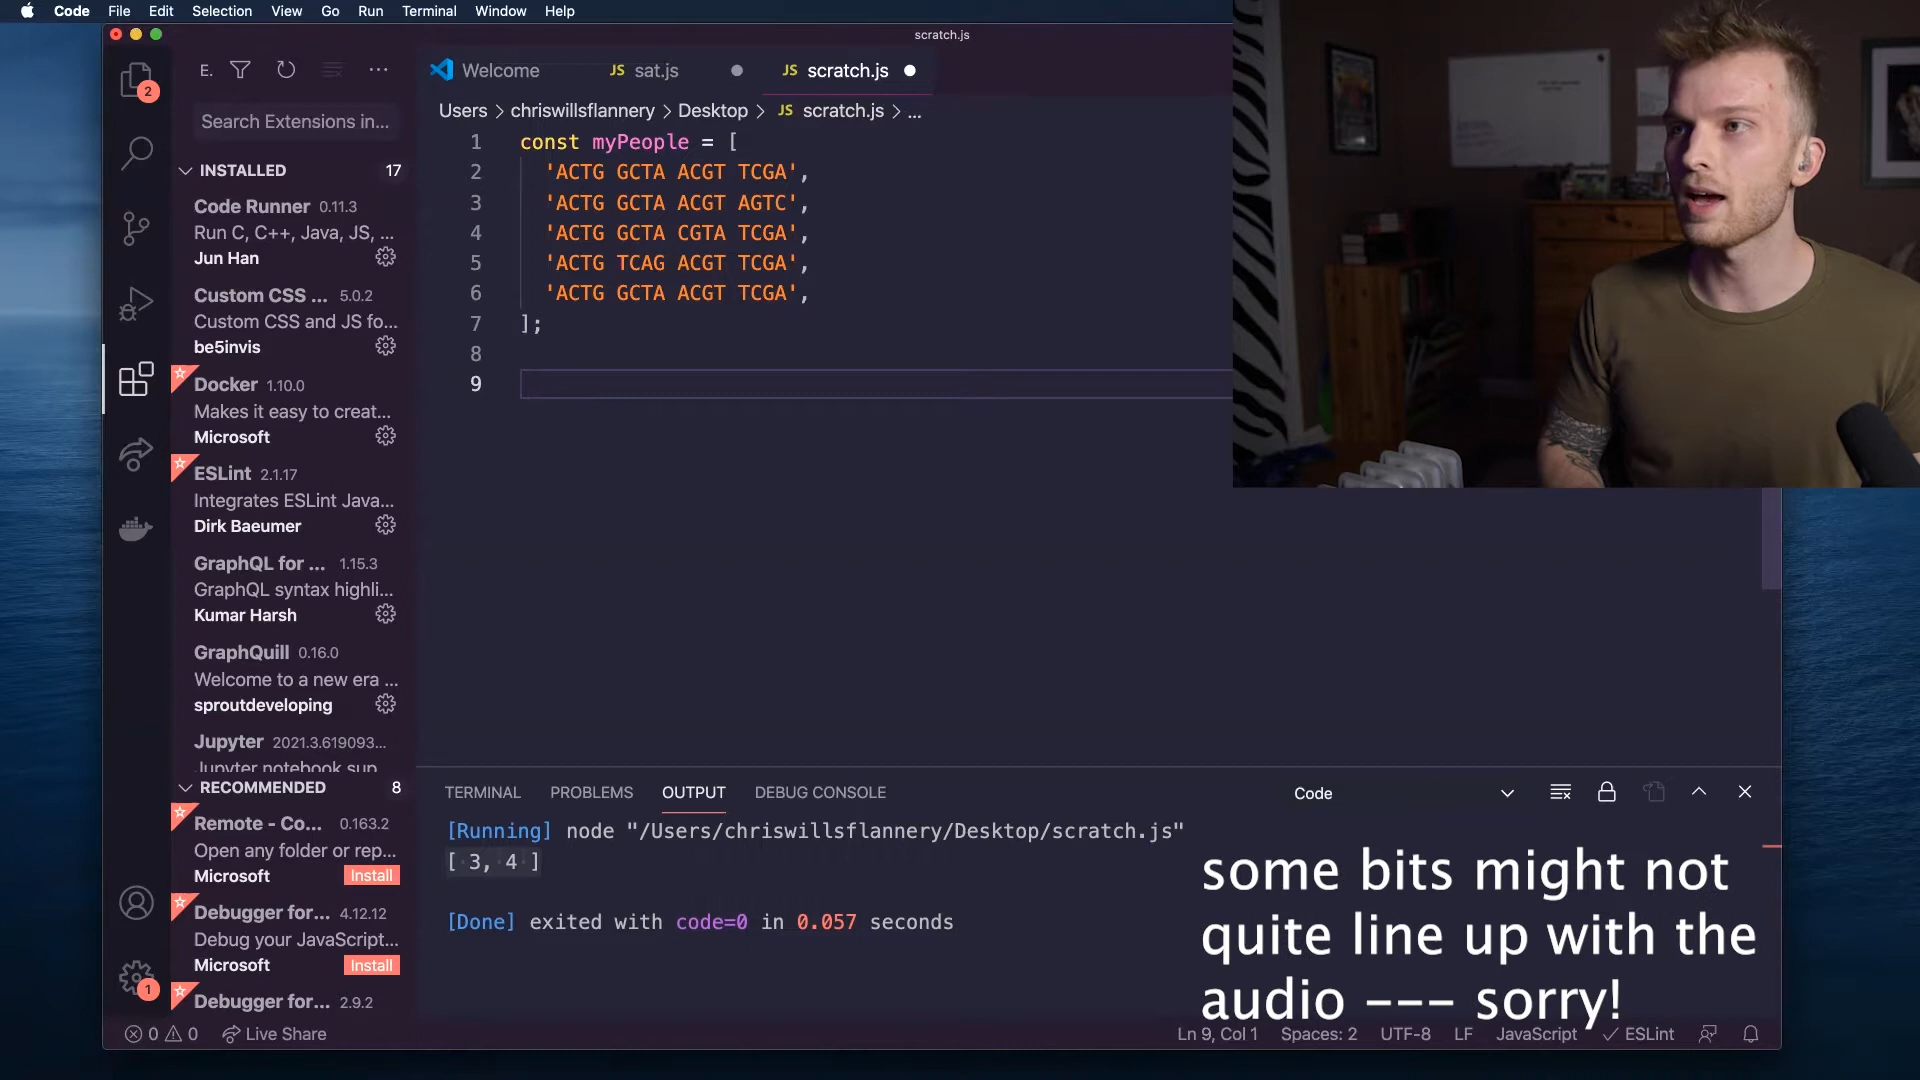 Code File Edit Selection View Go Run Terminal Window Help
scratch.js
E. ...
Welcome JS sat.js JS scratch.js
2
Users > chriswillsflannery > Desktop > JS scratch.js > ...
Search Extensions in...
INSTALLED 17
Code Runner 0.11.3
Run C, C++, Java, JS, ...
Jun Han
Custom CSS ... 5.0.2
Custom CSS and JS fo...
be5invis
Docker 1.10.0
Makes it easy to creat...
Microsoft
ESLint 2.1.17
Integrates ESLint Java...
Dirk Baeumer
GraphQL for ... 1.15.3
GraphQL syntax highli...
Kumar Harsh
GraphQuill 0.16.0
Welcome to a new era ...
sproutdeveloping
Jupyter 2021.3.619093...
Jupyter notebook sup
RECOMMENDED 8
Remote - Co... 0.163.2
Open any folder or rep...
Microsoft Install
Debugger for... 4.12.12
Debug your JavaScript...
Microsoft Install
Debugger for... 2.9.2
1
1 const myPeople = [
2 'ACTG GCTA ACGT TCGA',
3 'ACTG GCTA ACGT AGTC',
4 'ACTG GCTA CGTA TCGA',
5 'ACTG TCAG ACGT TCGA',
6 'ACTG GCTA ACGT TCGA',
7 ];
8
9
TERMINAL PROBLEMS OUTPUT DEBUG CONSOLE Code
[Running] node "/Users/chriswillsflannery/Desktop/scratch.js"
[ 3, 4 ]
[Done] exited with code=0 in 0.057 seconds
some bits might not
quite line up with the
audio --- sorry!
0 0 Live Share Ln 9, Col 1 Spaces: 2 UTF-8 LF JavaScript ESLint